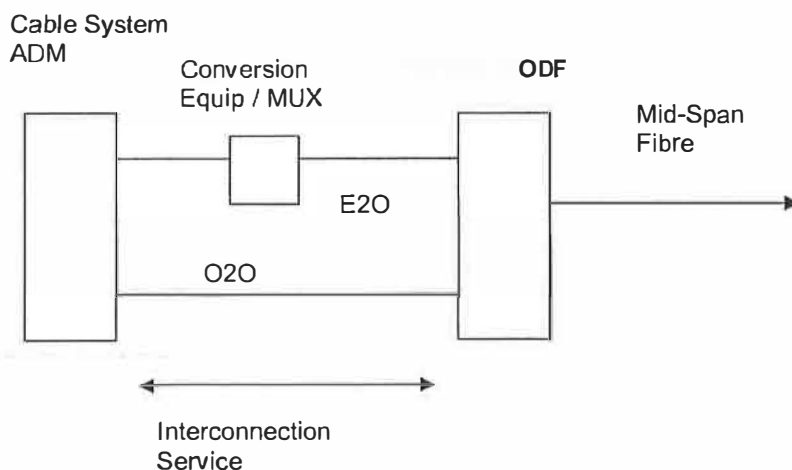 Cable System
ADM
Conversion
Equip / MUX
ODF
Mid-Span
Fibre
E2O
O2O
Interconnection
Service